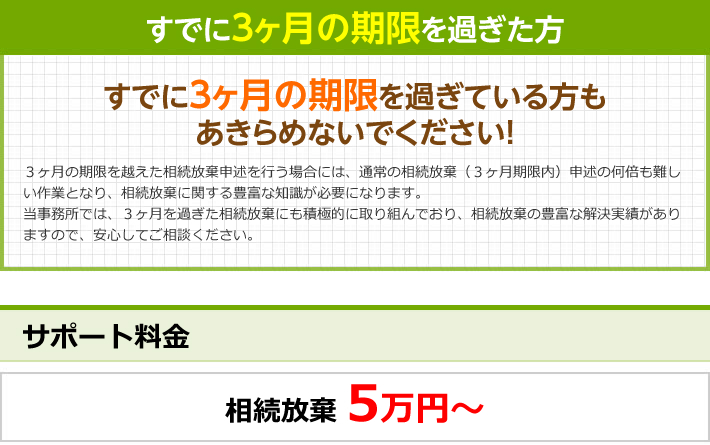 すでに3ヶ月の期限を過ぎた方
すでに3ヶ月の期限を過ぎている方も
あきらめないでください!
３ヶ月の期限を越えた相続放棄申述を行う場合には、通常の相続放棄（３ヶ月期限内）申述の何倍も難し
い作業となり、相続放棄に関する豊富な知識が必要になります。
当事務所では、３ヶ月を過ぎた相続放棄にも積極的に取り組んでおり、相続放棄の豊富な解決実績があり
ますので、安心してご相談ください。
サポート料金
相続放棄 5万円～